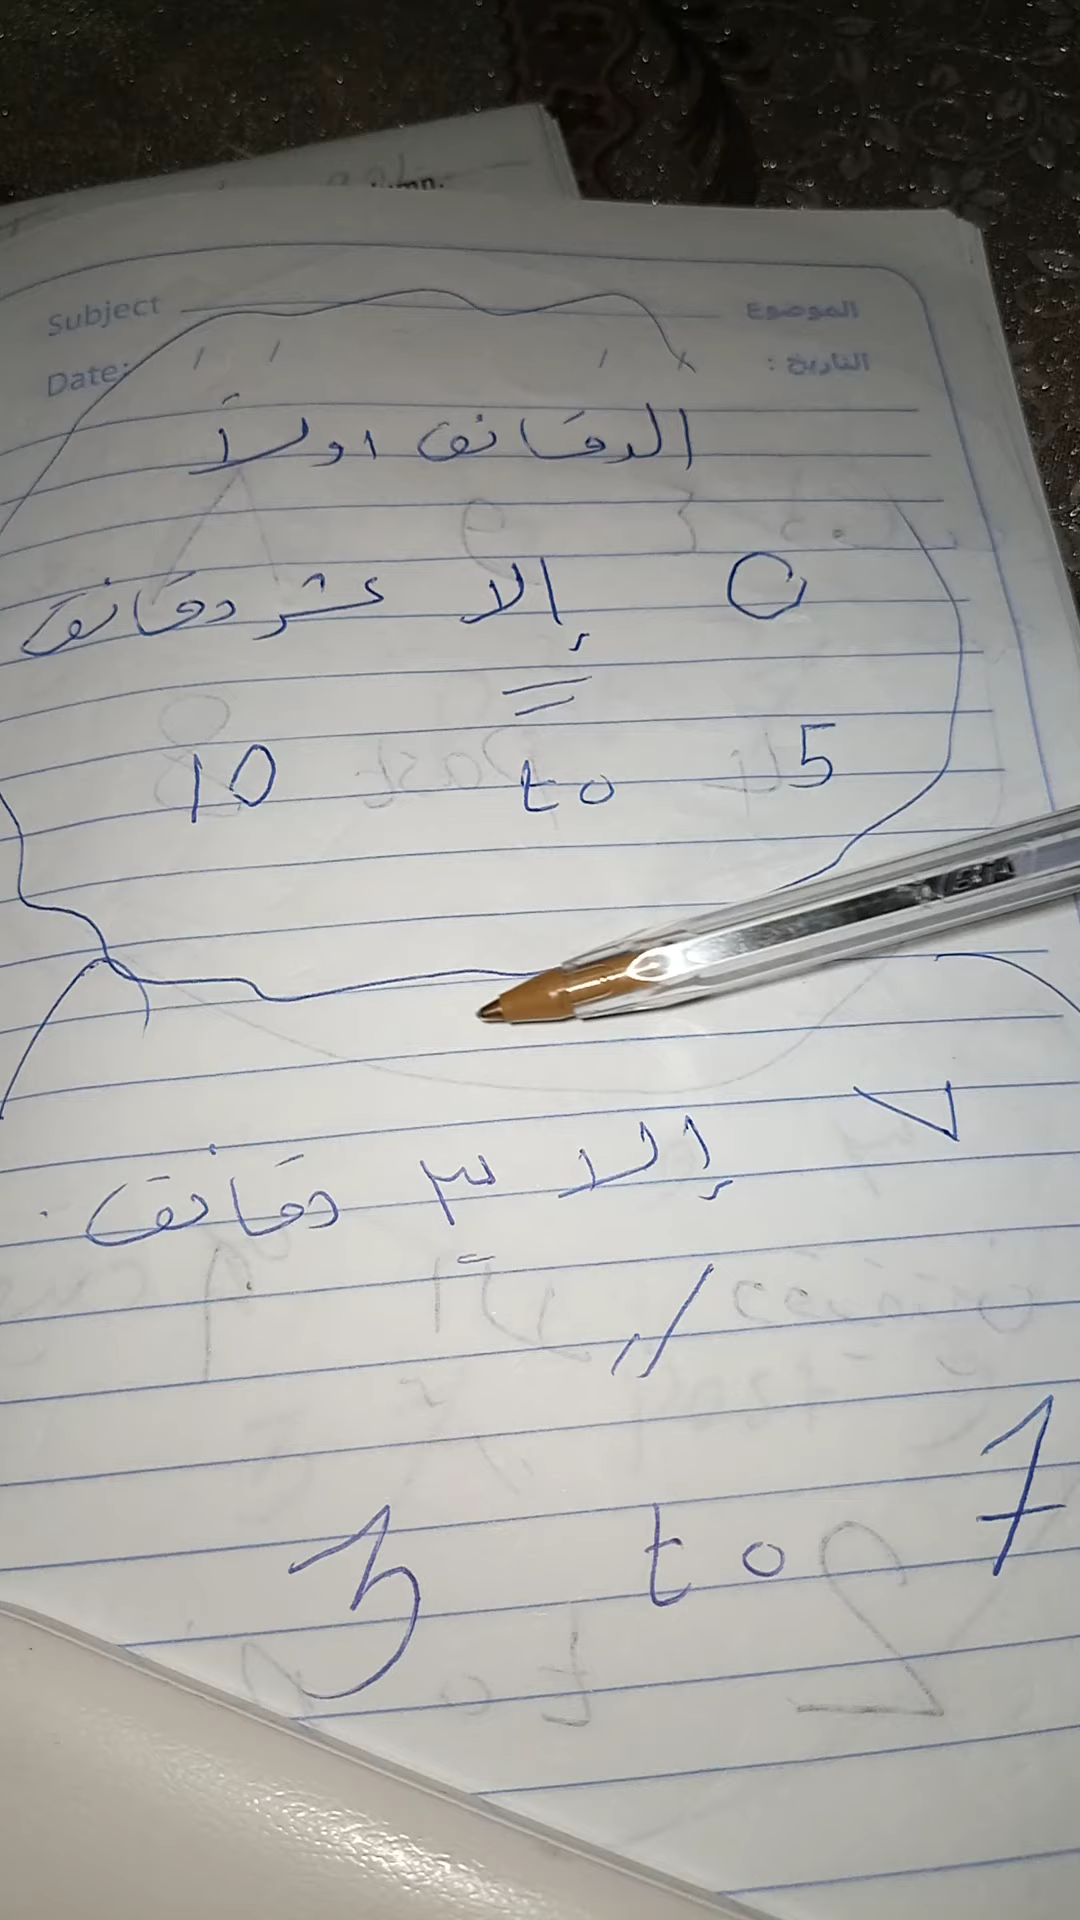 Subject الموضوع
Date: التاريخ :
الدقائق اولاً
٥ إلا عشر دقائق
10 to 5
٧ إلا ٣ دقائق
3 to 7